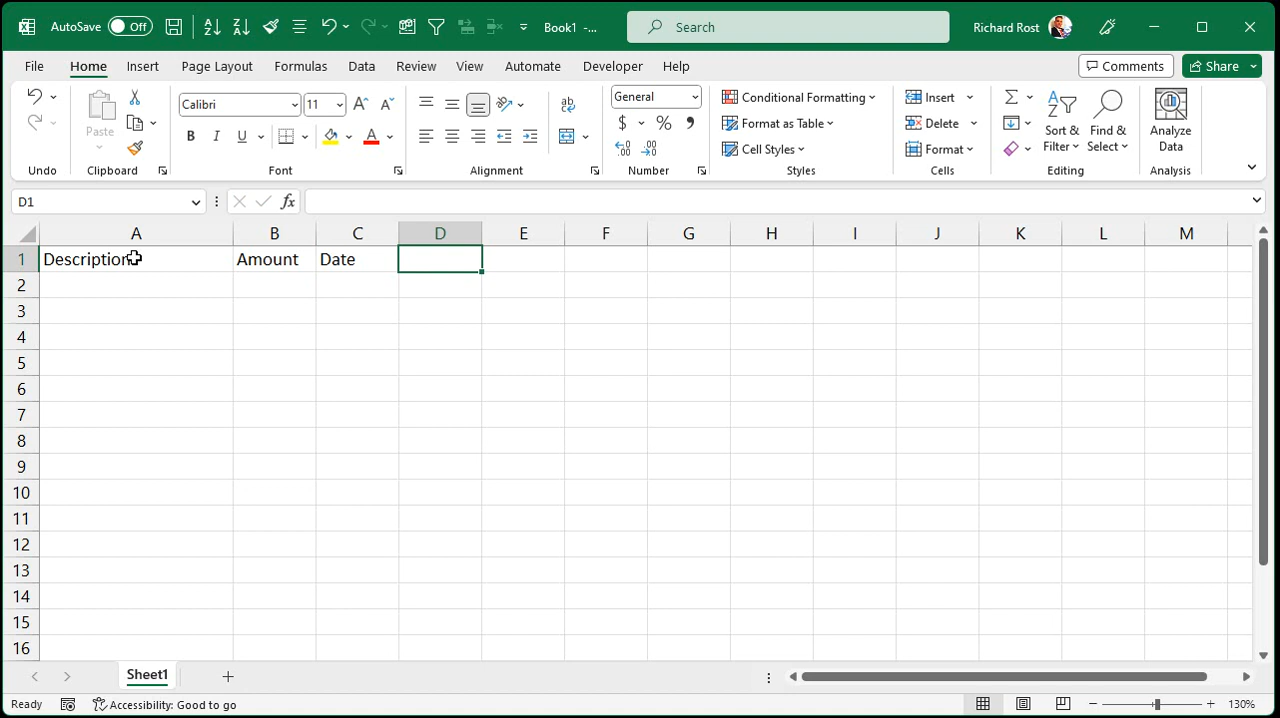 AutoSave Off Book1 -... Search Richard Rost
File Home Insert Page Layout Formulas Data Review View Automate Developer Help Comments Share
Calibri 11 General Conditional Formatting Insert
Paste B I U A $ % Format as Table Delete Sort & Filter Find & Select Analyze Data
Cell Styles Format
Undo Clipboard Font Alignment Number Styles Cells Editing Analysis
D1 fx
A B C D E F G H I J K L M
1 Description Amount Date
2
3
4
5
6
7
8
9
10
11
12
13
14
15
16
Sheet1
Ready Accessibility: Good to go 130%